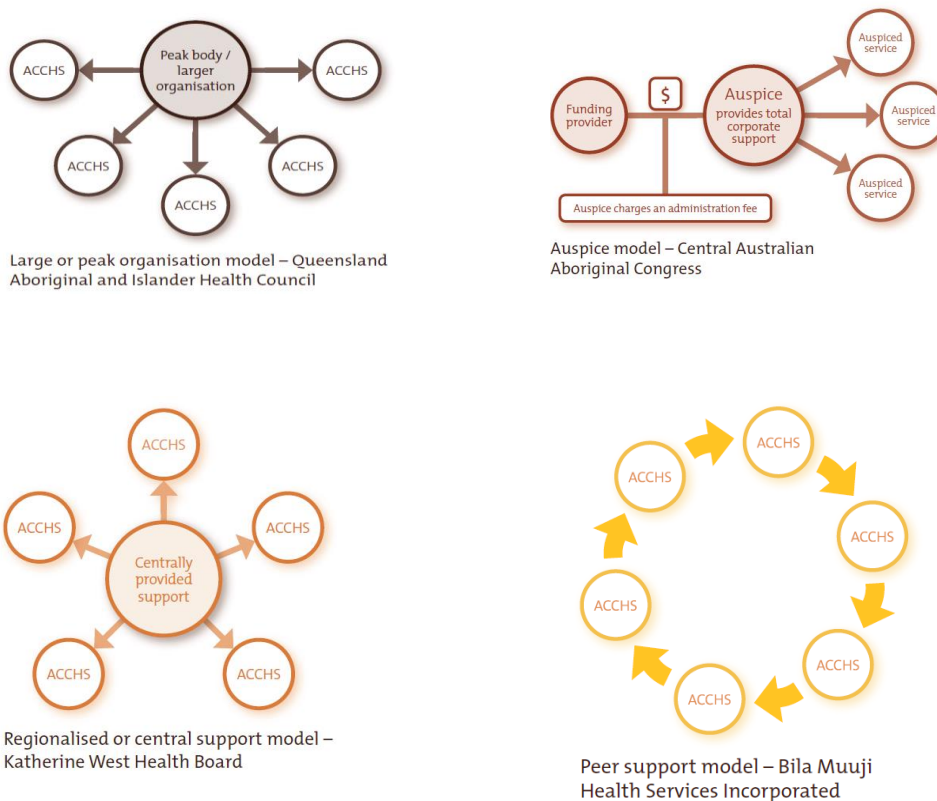 Peak body /
larger
organisation
ACCHS
ACCHS
ACCHS
ACCHS
ACCHS
Large or peak organisation model – Queensland
Aboriginal and Islander Health Council
Funding
provider
$
Auspice
provides total
corporate
support
Auspiced
service
Auspiced
service
Auspiced
service
Auspice charges an administration fee
Auspice model – Central Australian
Aboriginal Congress
ACCHS
ACCHS
ACCHS
Centrally
provided
support
ACCHS
ACCHS
Regionalised or central support model –
Katherine West Health Board
ACCHS
ACCHS
ACCHS
ACCHS
ACCHS
ACCHS
Peer support model – Bila Muuji
Health Services Incorporated